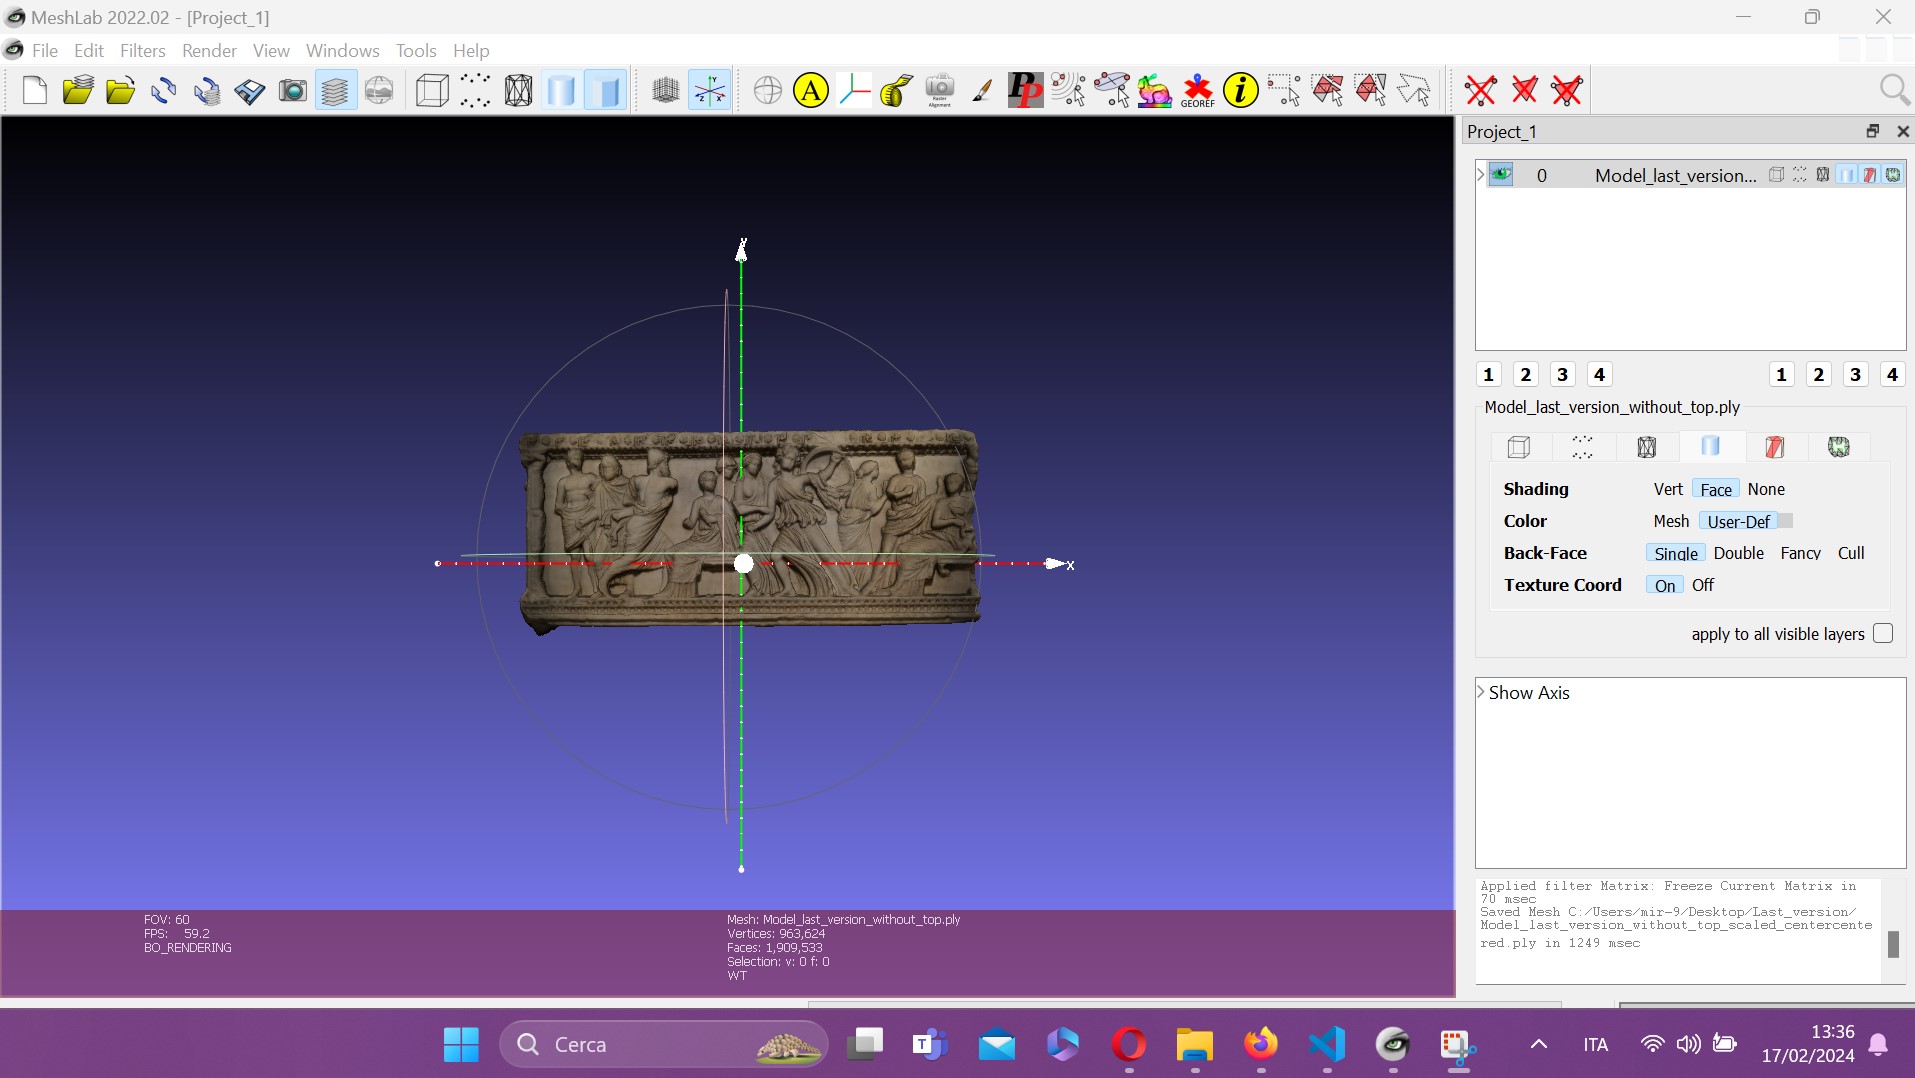 MeshLab 2022.02 - [Project_1]
File Edit Filters Render View Windows Tools Help
A
Raster Alignment
PP
GEOREF
i
Project_1
0 Model_last_version...
1 2 3 4 1 2 3 4
Model_last_version_without_top.ply
Shading Vert Face None
Color Mesh User-Def
Back-Face Single Double Fancy Cull
Texture Coord On Off
apply to all visible layers
Show Axis
Applied filter Matrix: Freeze Current Matrix in
70 msec
Saved Mesh C:/Users/mir-9/Desktop/Last_version/
Model_last_version_without_top_scaled_centercente
red.ply in 1249 msec
Y
X
FOV: 60
FPS: 59.2
BO_RENDERING
Mesh: Model_last_version_without_top.ply
Vertices: 963,624
Faces: 1,909,533
Selection: v: 0 f: 0
WT
Cerca
T
ITA
13:36
17/02/2024